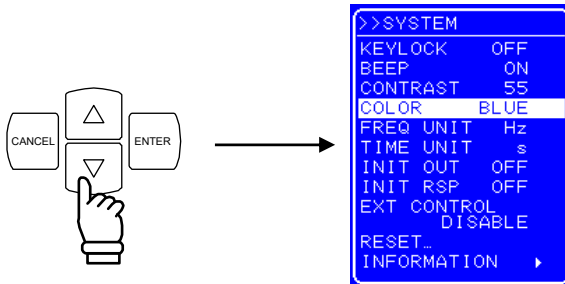 CANCEL
ENTER
>>SYSTEM
KEYLOCK OFF
BEEP ON
CONTRAST 55
COLOR BLUE
FREQ UNIT Hz
TIME UNIT s
INIT OUT OFF
INIT RSP OFF
EXT CONTROL
DISABLE
RESET…
INFORMATION